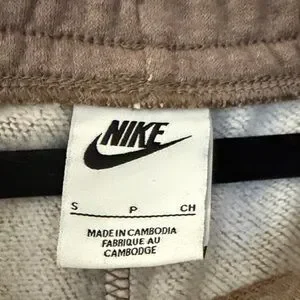 NIKE
S P CH
MADE IN CAMBODIA
FABRIQUE AU
CAMBODGE